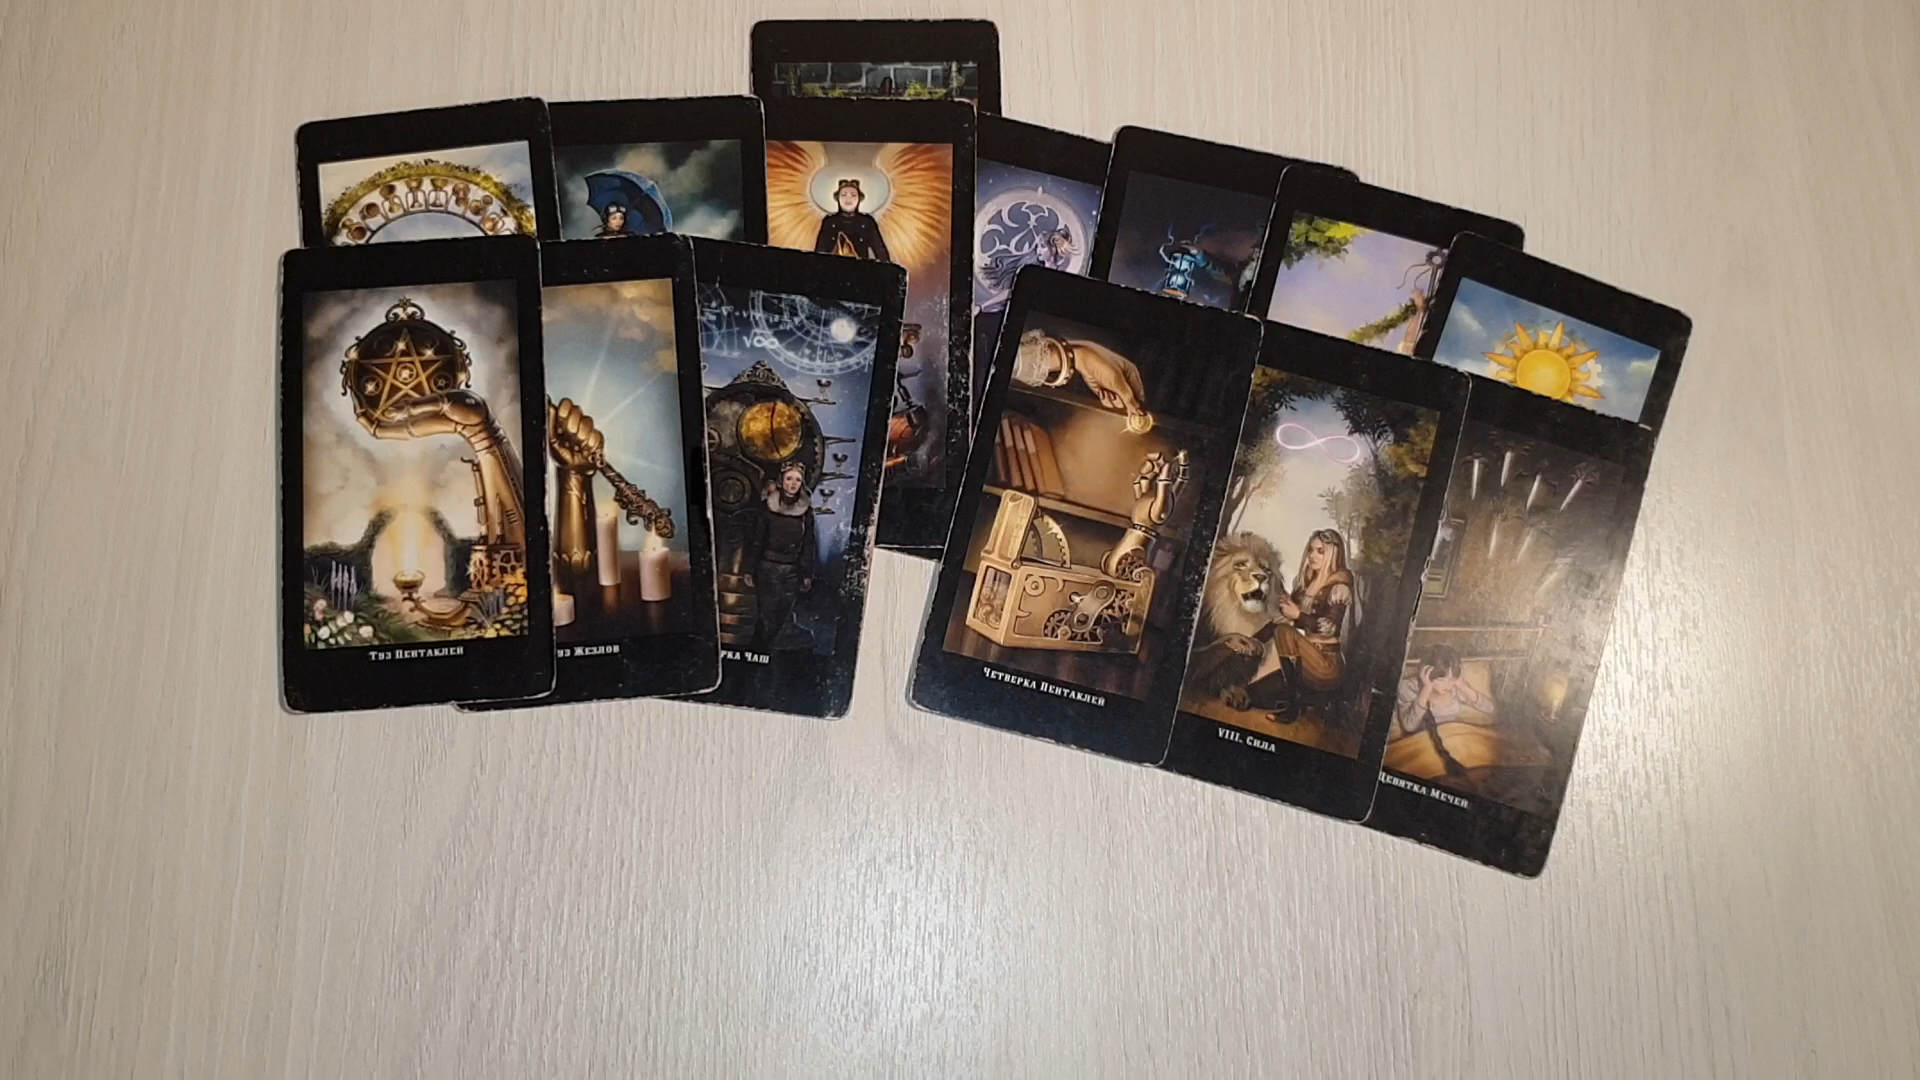 Туз Пентаклей
уз Жезлов
рка Чаш
Четверка Пентаклей
VIII. Сила
Девятка Мечей
√∞